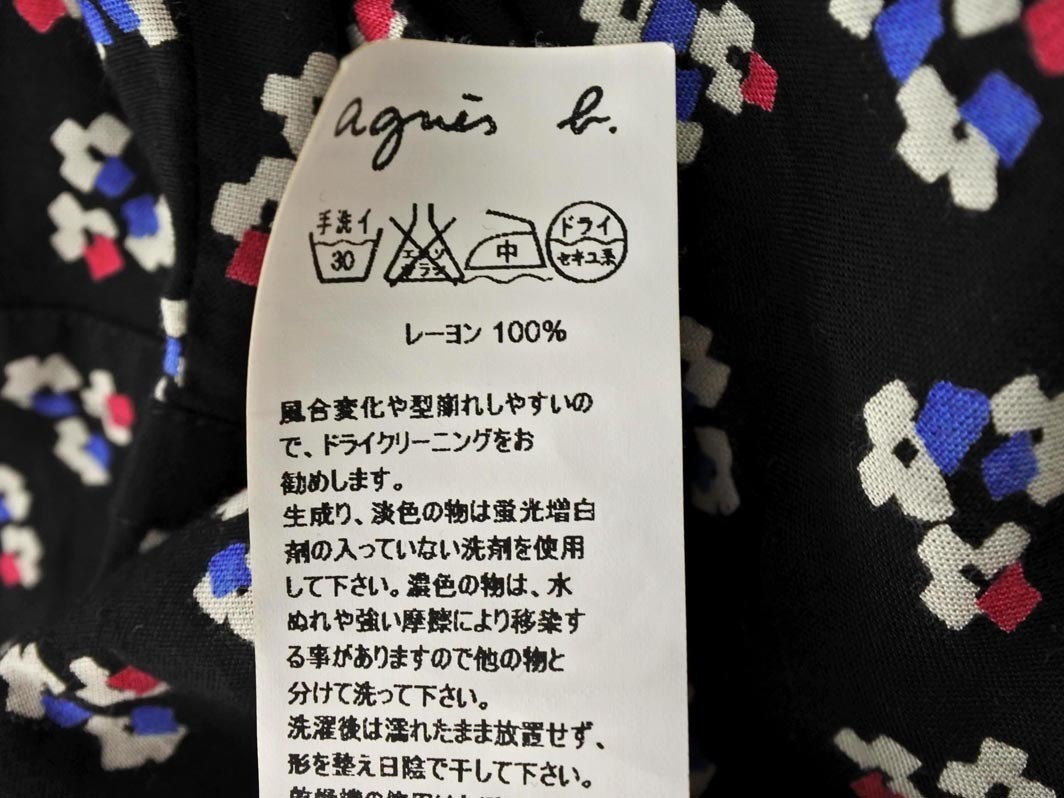 agnès b.
手洗イ
30
エンソ
サラシ
中
ドライ
セキユ系
レーヨン 100%
風合変化や型崩れしやすいの
で、ドライクリーニングをお
勧めします。
生成り、淡色の物は蛍光増白
剤の入っていない洗剤を使用
して下さい。濃色の物は、水
ぬれや強い摩擦により移染す
る事がありますので他の物と
分けて洗って下さい。
洗濯後は濡れたまま放置せず、
形を整え日陰で干して下さい。